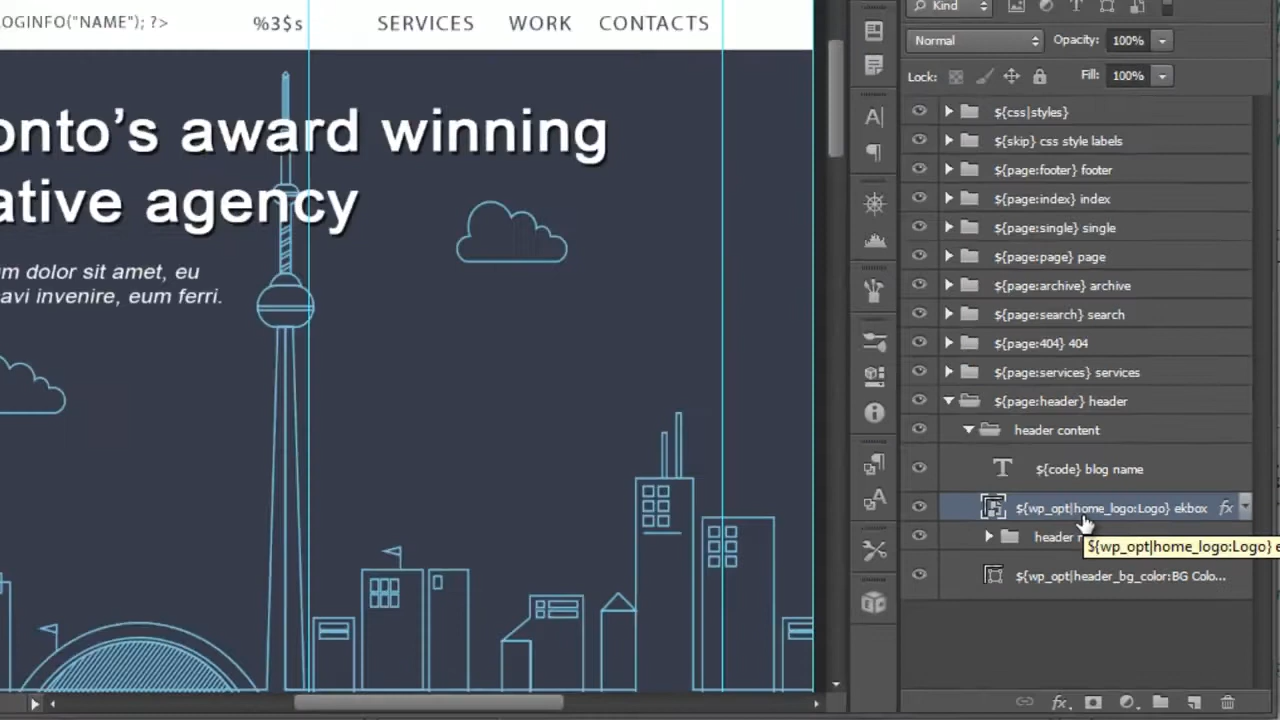 LOGINFO("NAME"); ?>
%3$s
SERVICES
WORK
CONTACTS
onto's award winning
ative agency
um dolor sit amet, eu
avi invenire, eum ferri.
Kind
Normal
Opacity: 100%
Lock:
Fill: 100%
${css|styles}
${skip} css style labels
${page:footer} footer
${page:index} index
${page:single} single
${page:page} page
${page:archive} archive
${page:search} search
${page:404} 404
${page:services} services
${page:header} header
header content
${code} blog name
${wp_opt|home_logo:Logo} ekbox fx
header
${wp_opt|home_logo:Logo} e
${wp_opt|header_bg_color:BG Colo...
fx